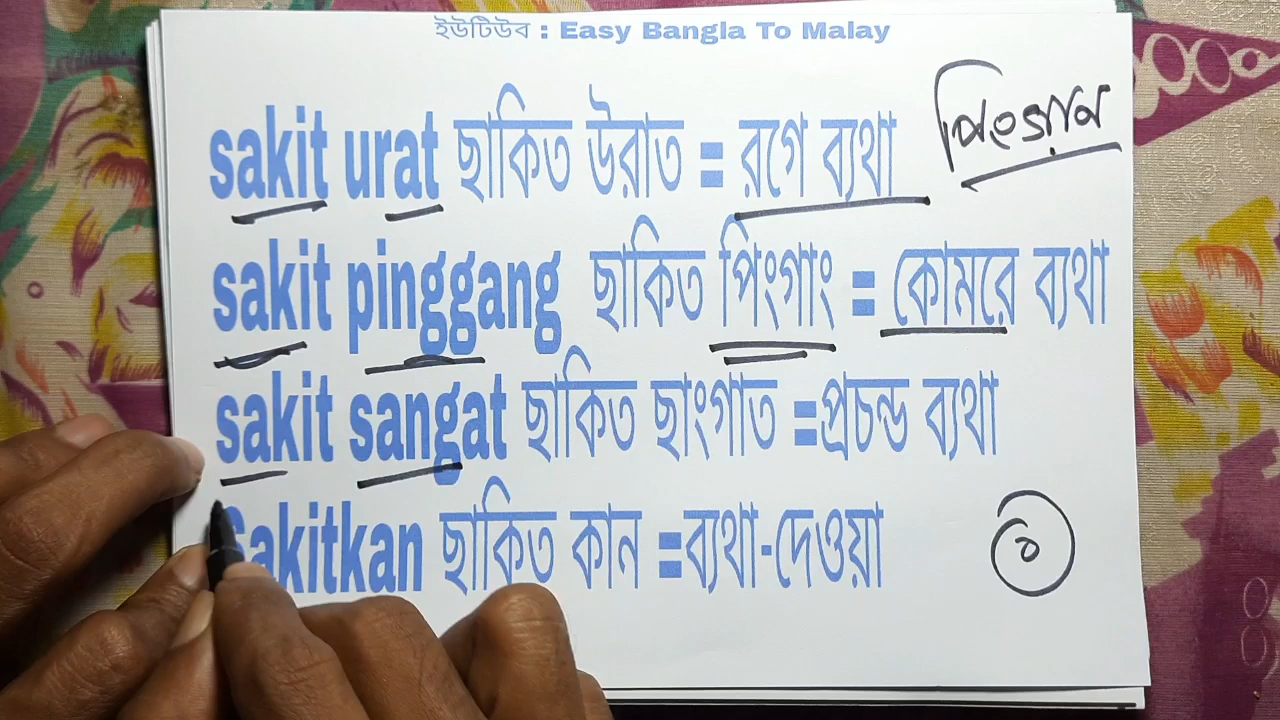 ইউটিউব : Easy Bangla To Malay
sakit urat ছাকিত উরাত = রগে ব্যথা
পিংগান
sakit pinggang ছাকিত পিংগাং = কোমরে ব্যথা
sakit sangat ছাকিত ছাংগাত =প্রচন্ড ব্যথা
Sakitkan ছাকিত কান =ব্যথা-দেওয়া
১